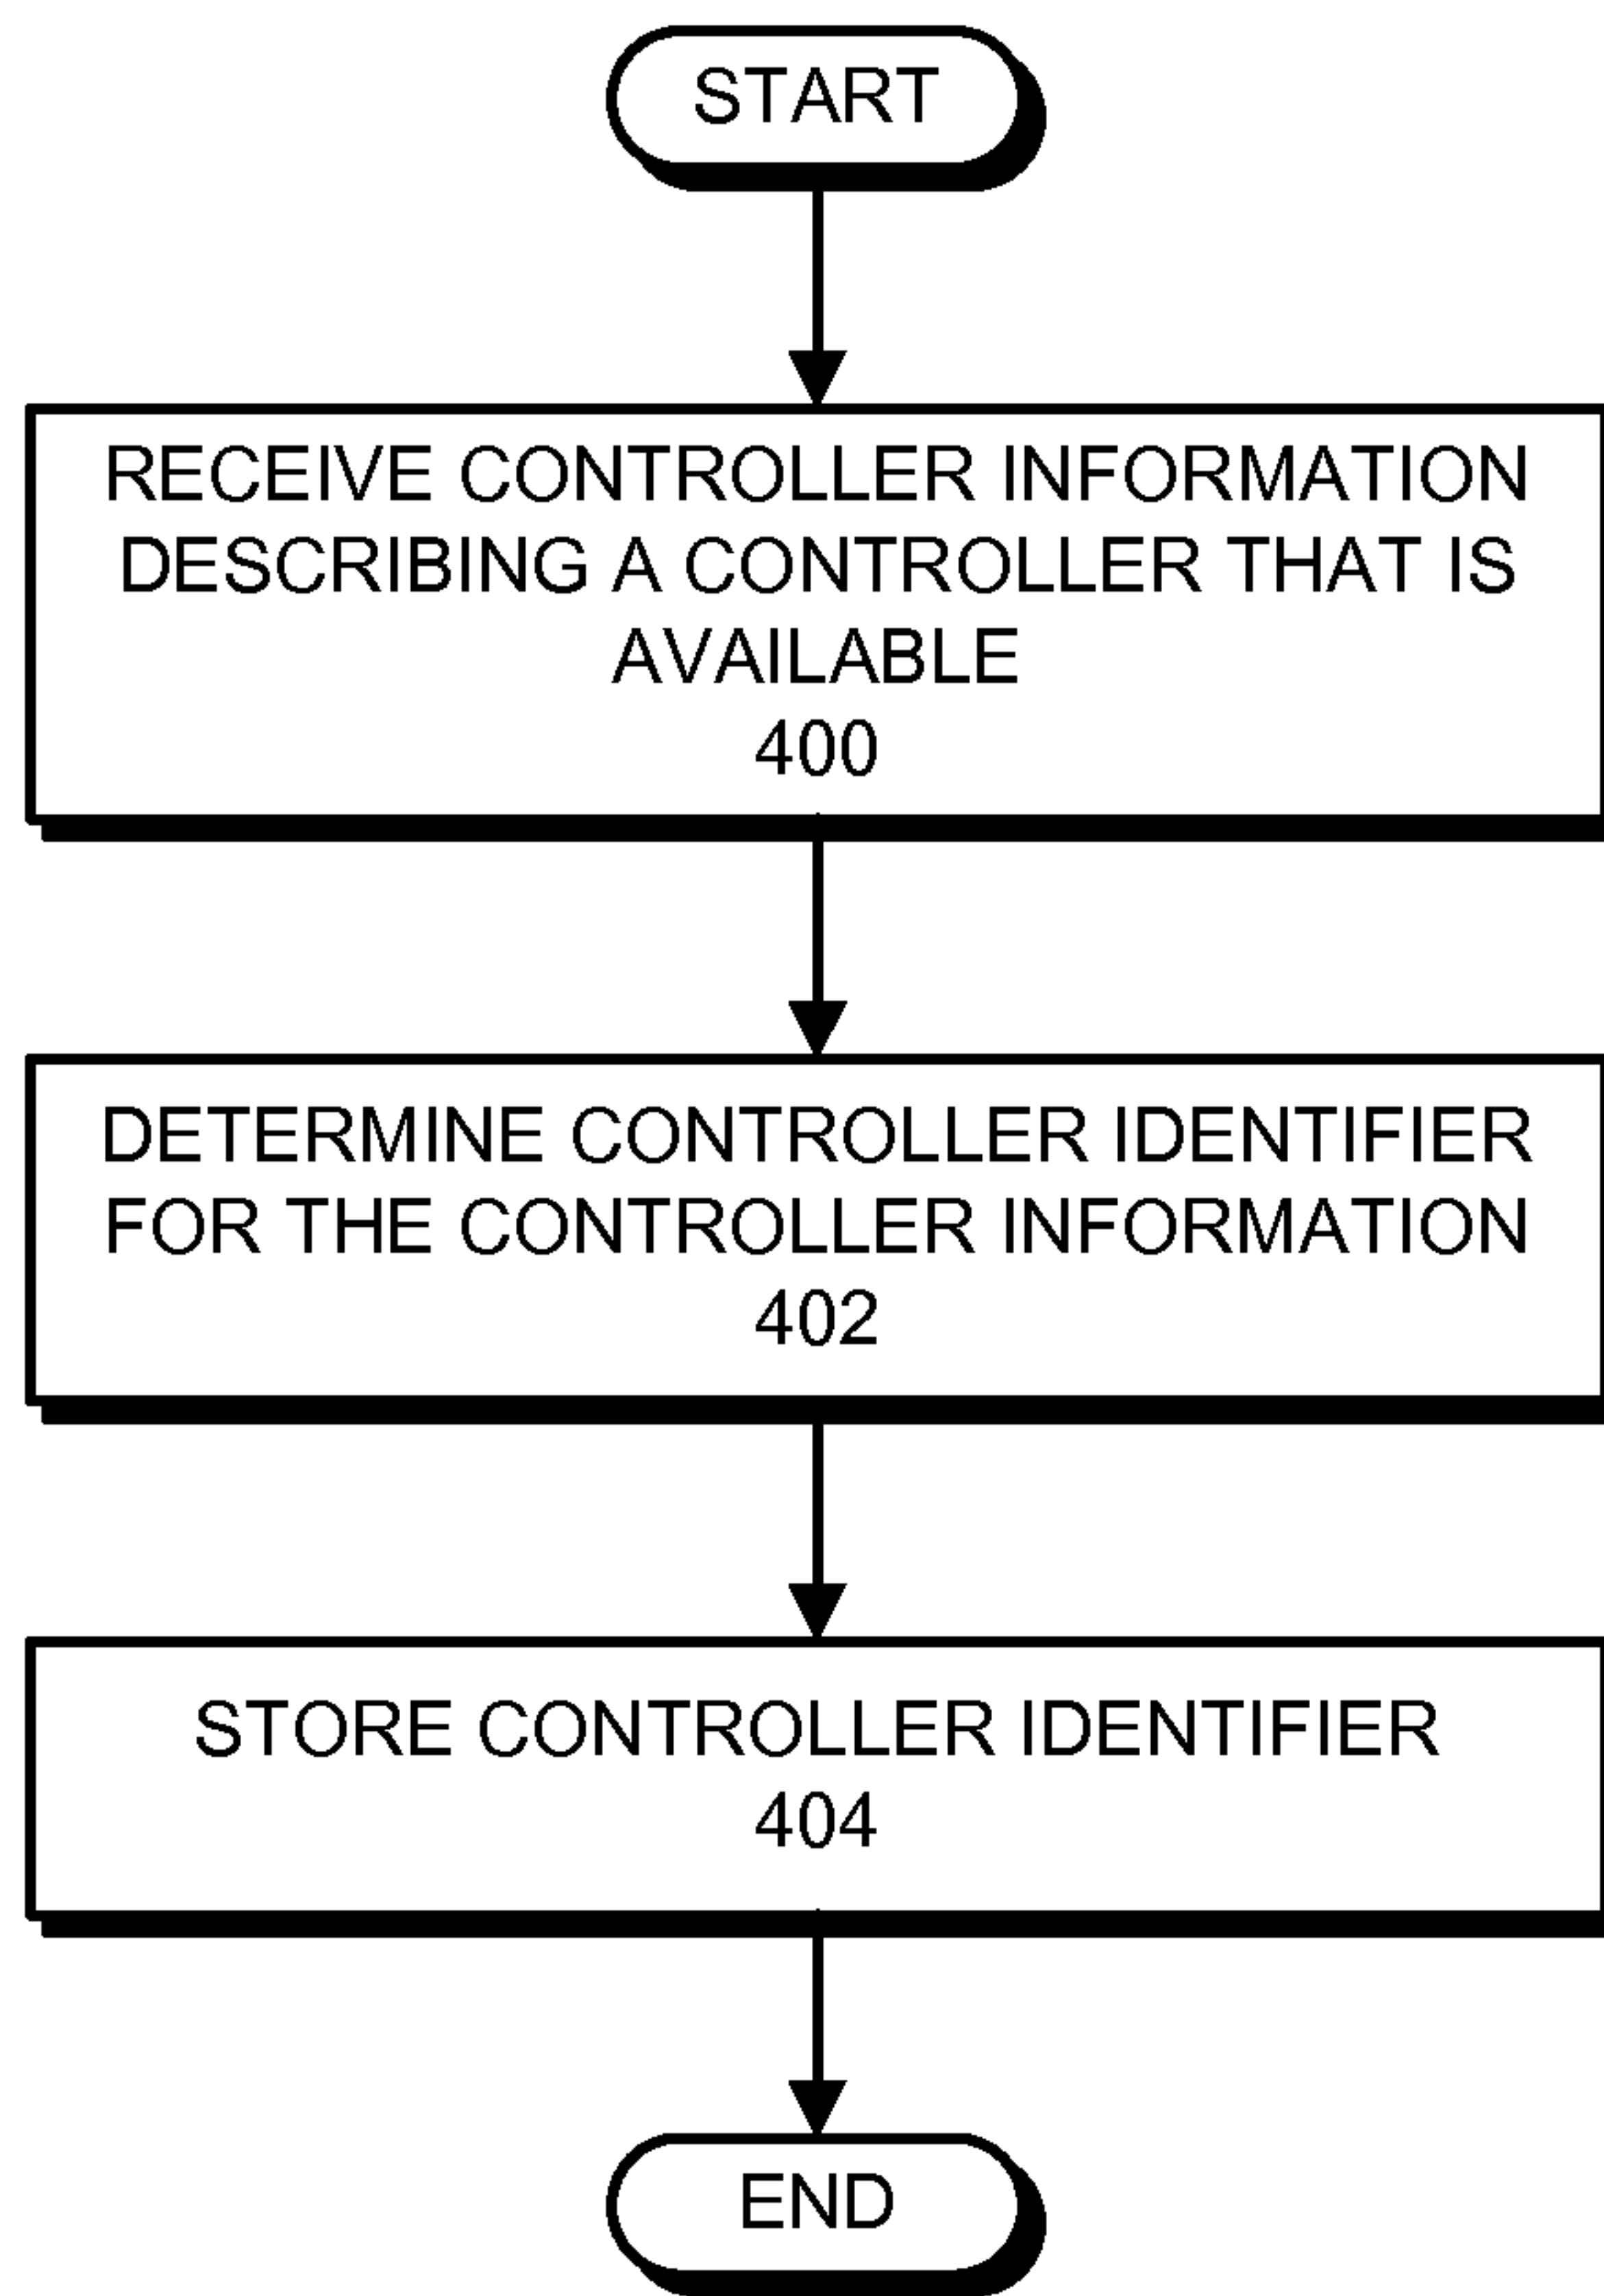 START
RECEIVE CONTROLLER INFORMATION
DESCRIBING A CONTROLLER THAT IS
AVAILABLE
400
DETERMINE CONTROLLER IDENTIFIER
FOR THE CONTROLLER INFORMATION
402
STORE CONTROLLER IDENTIFIER
404
END